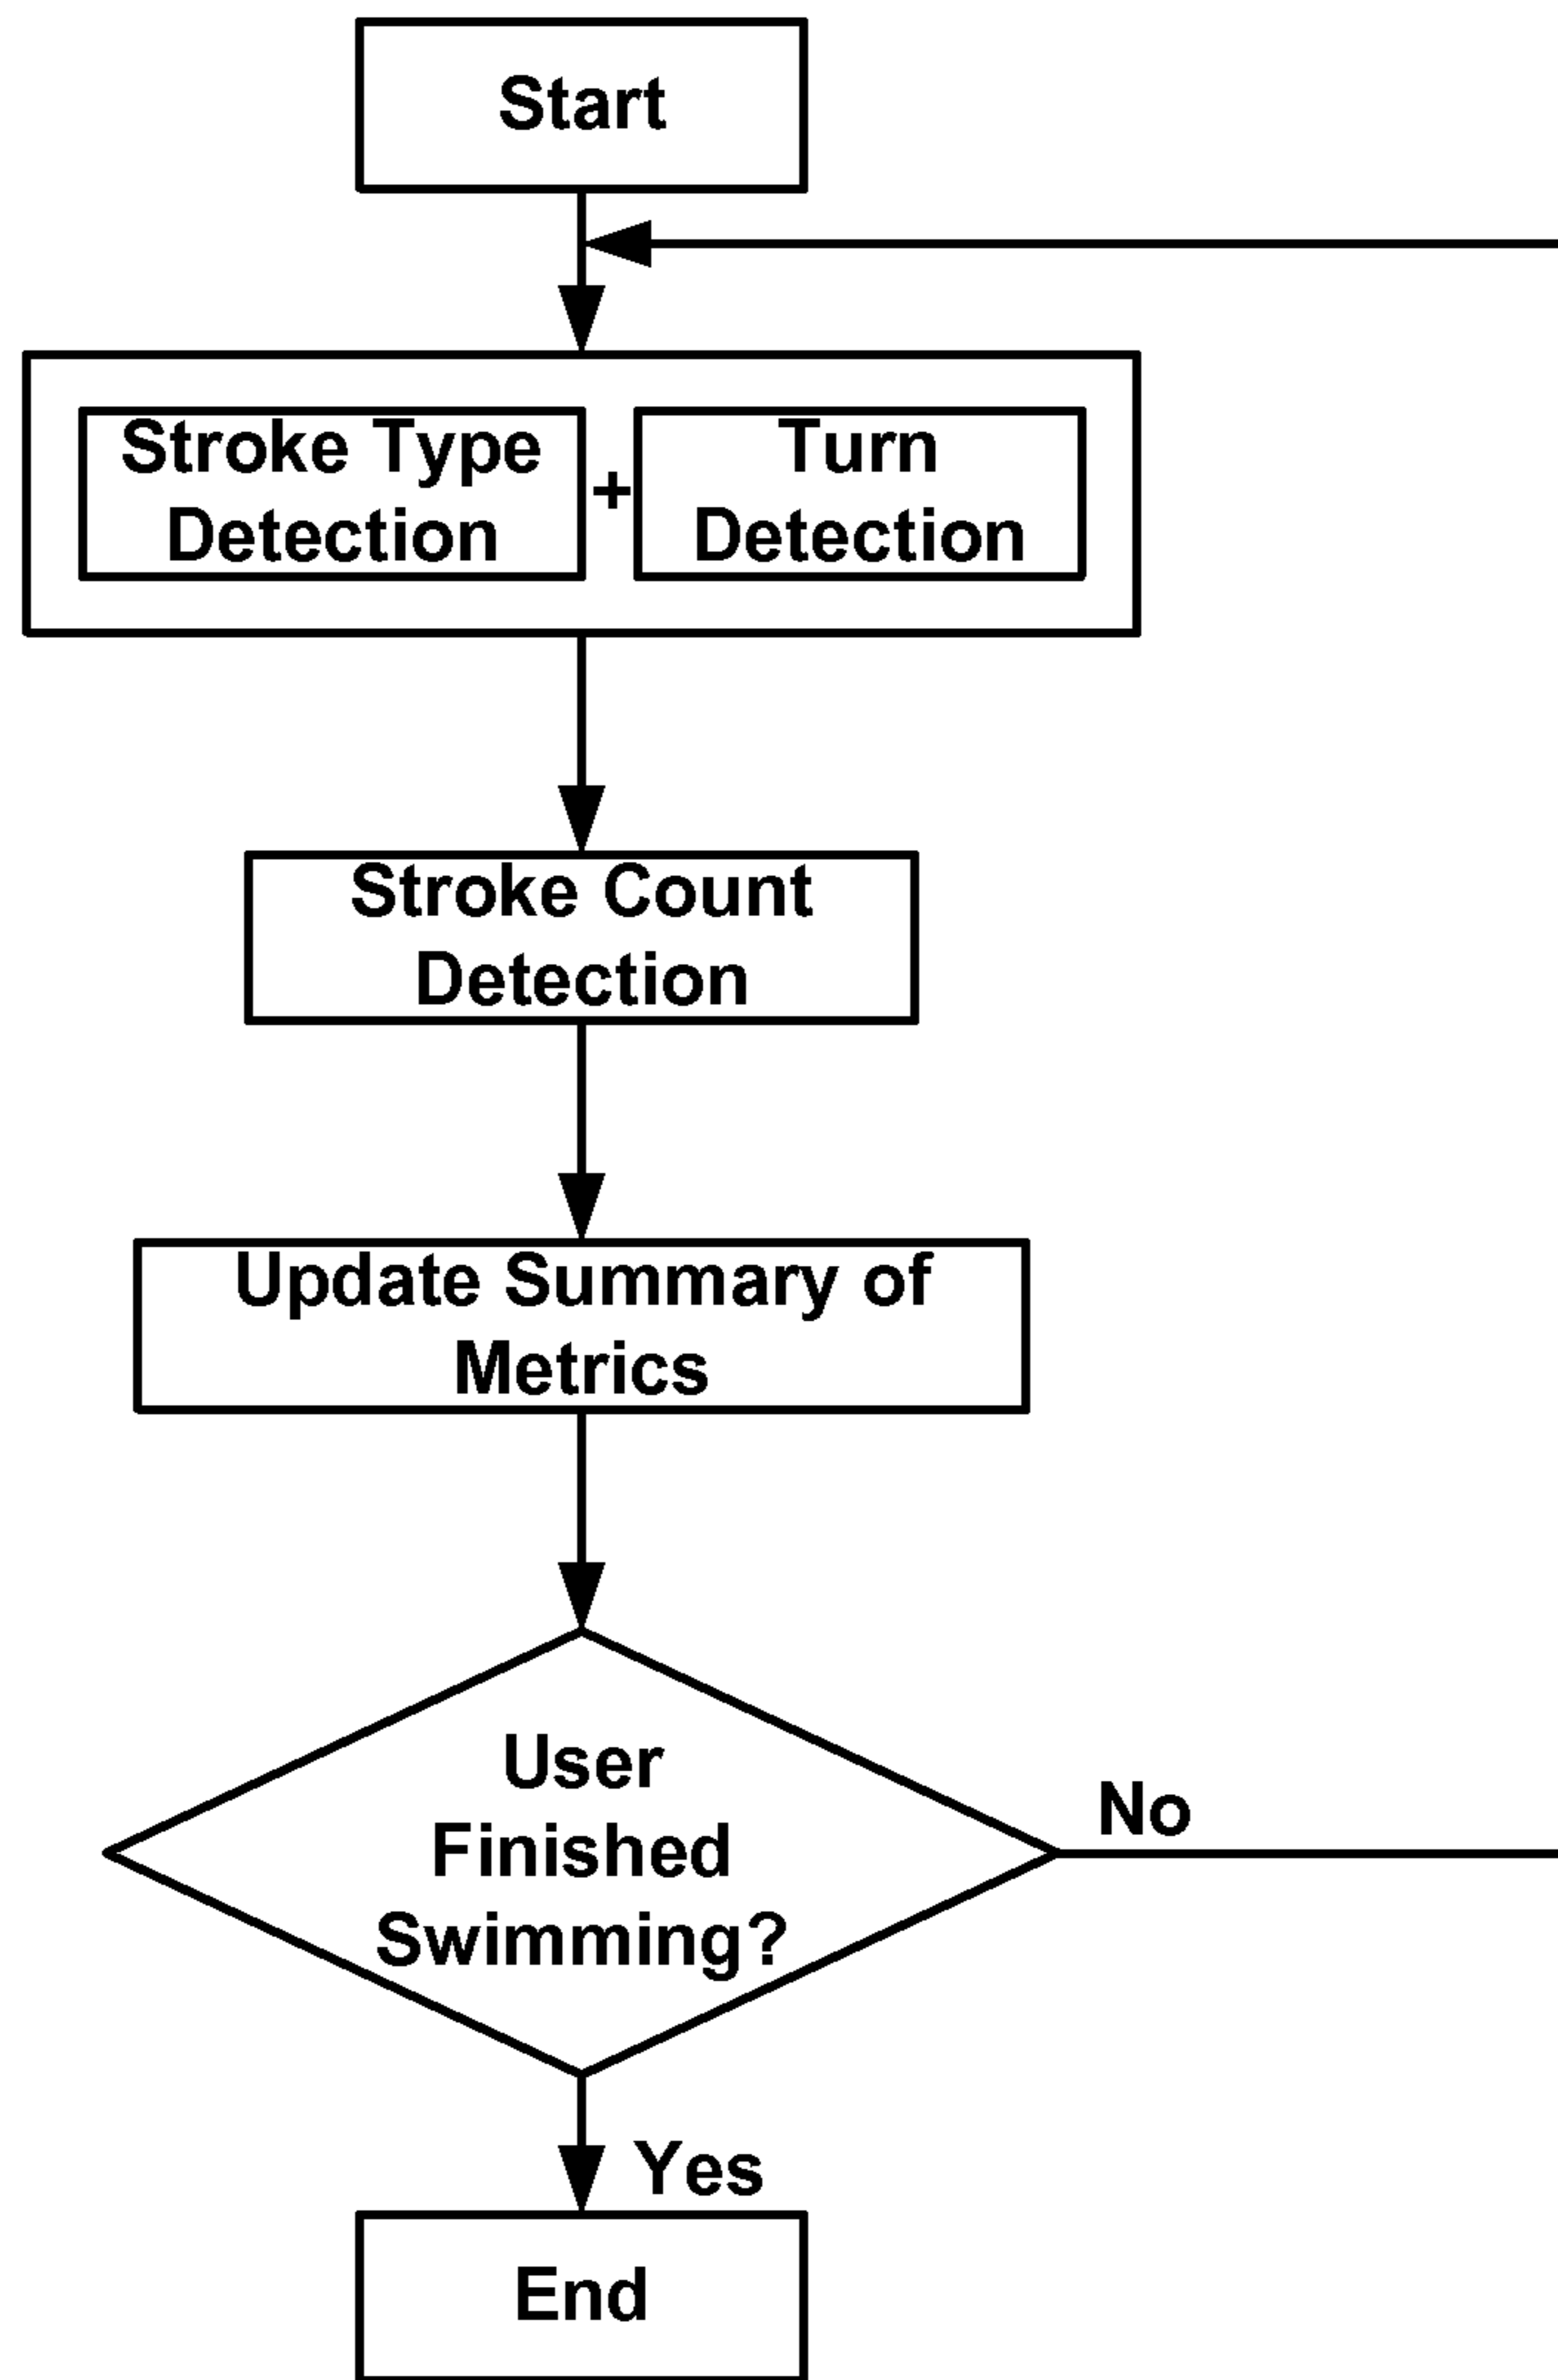 Start
Stroke Type
Detection
+
Turn
Detection
Stroke Count
Detection
Update Summary of
Metrics
User
Finished
Swimming?
No
Yes
End